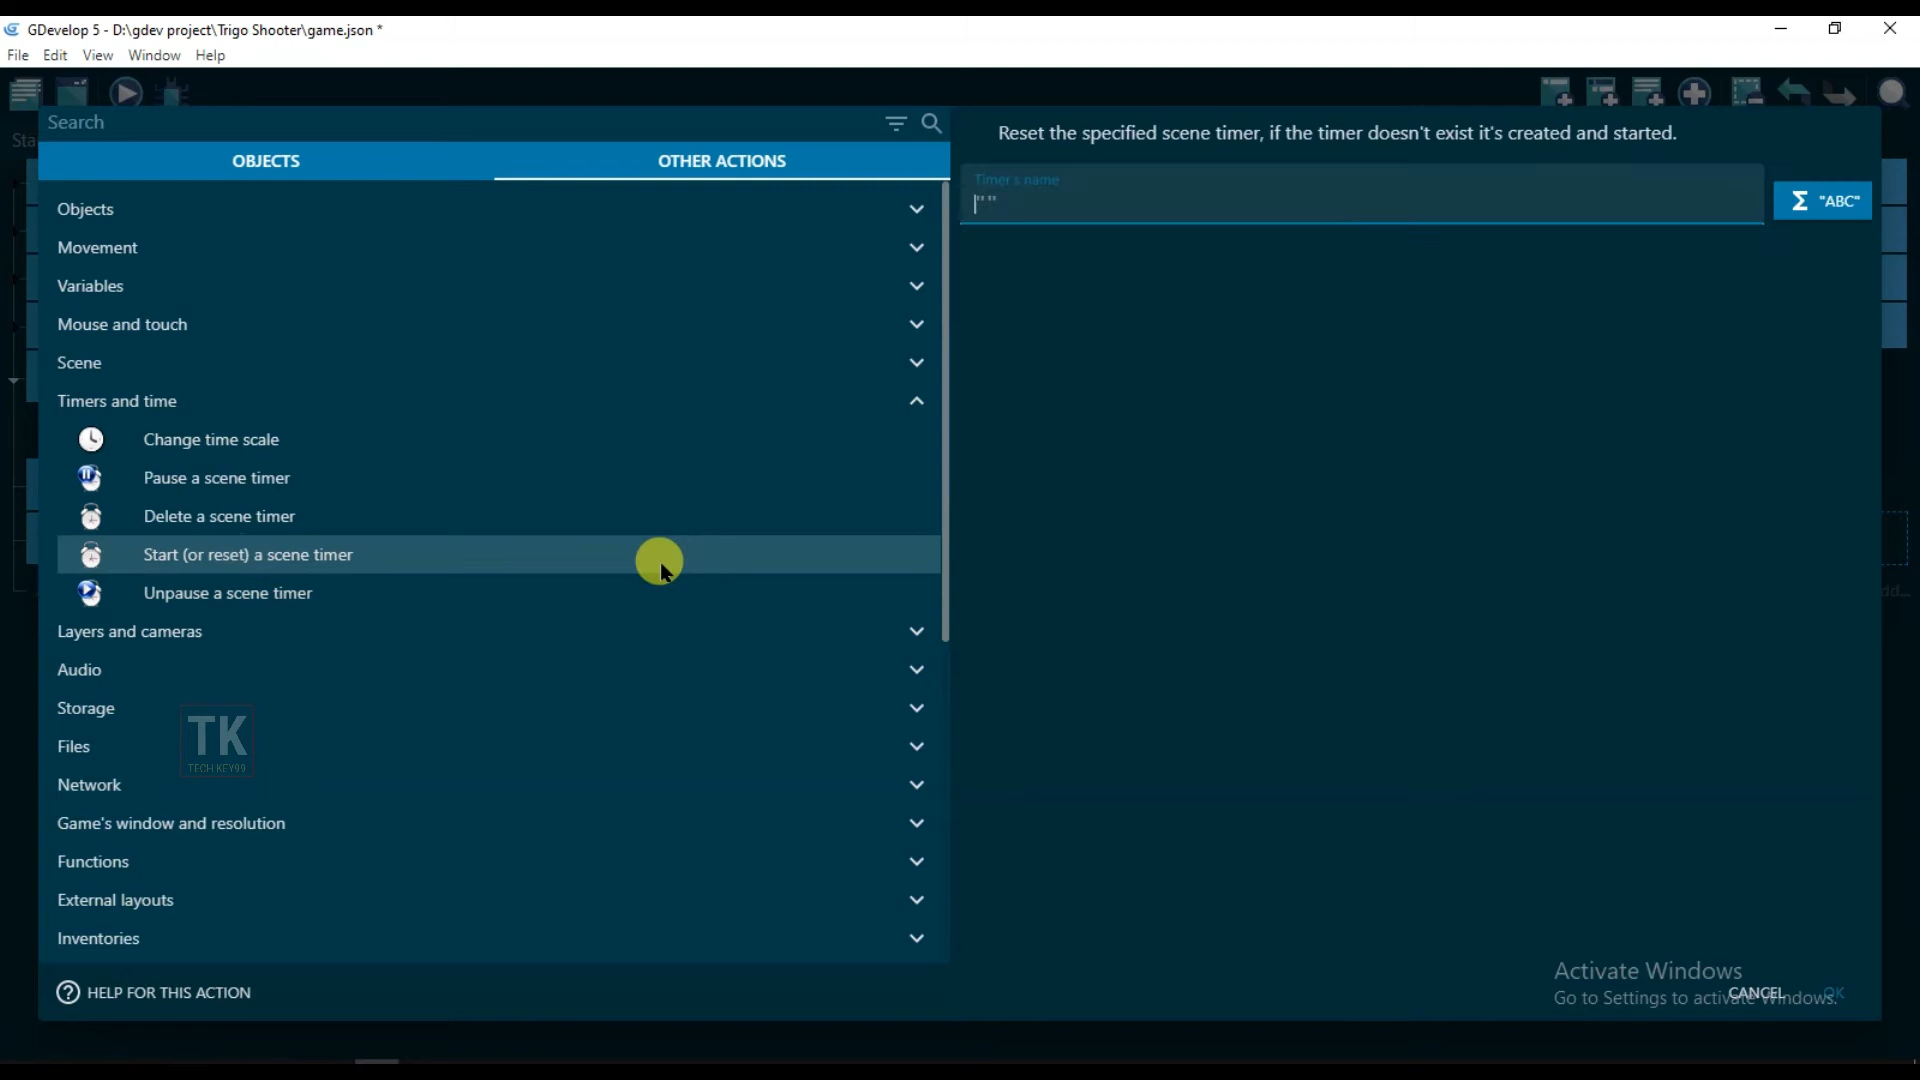 GDevelop 5 - D:\gdev project\Trigo Shooter\game.json *
File Edit View Window Help
Search
Reset the specified scene timer, if the timer doesn't exist it's created and started.
OBJECTS OTHER ACTIONS
Timer's name
""
Σ "ABC"
Objects
Movement
Variables
Mouse and touch
Scene
Timers and time
Change time scale
Pause a scene timer
Delete a scene timer
Start (or reset) a scene timer
Unpause a scene timer
Layers and cameras
Audio
Storage
Files
TK
TECH KEY99
Network
Game's window and resolution
Functions
External layouts
Inventories
HELP FOR THIS ACTION
Activate Windows
Go to Settings to activate Windows.
CANCEL OK